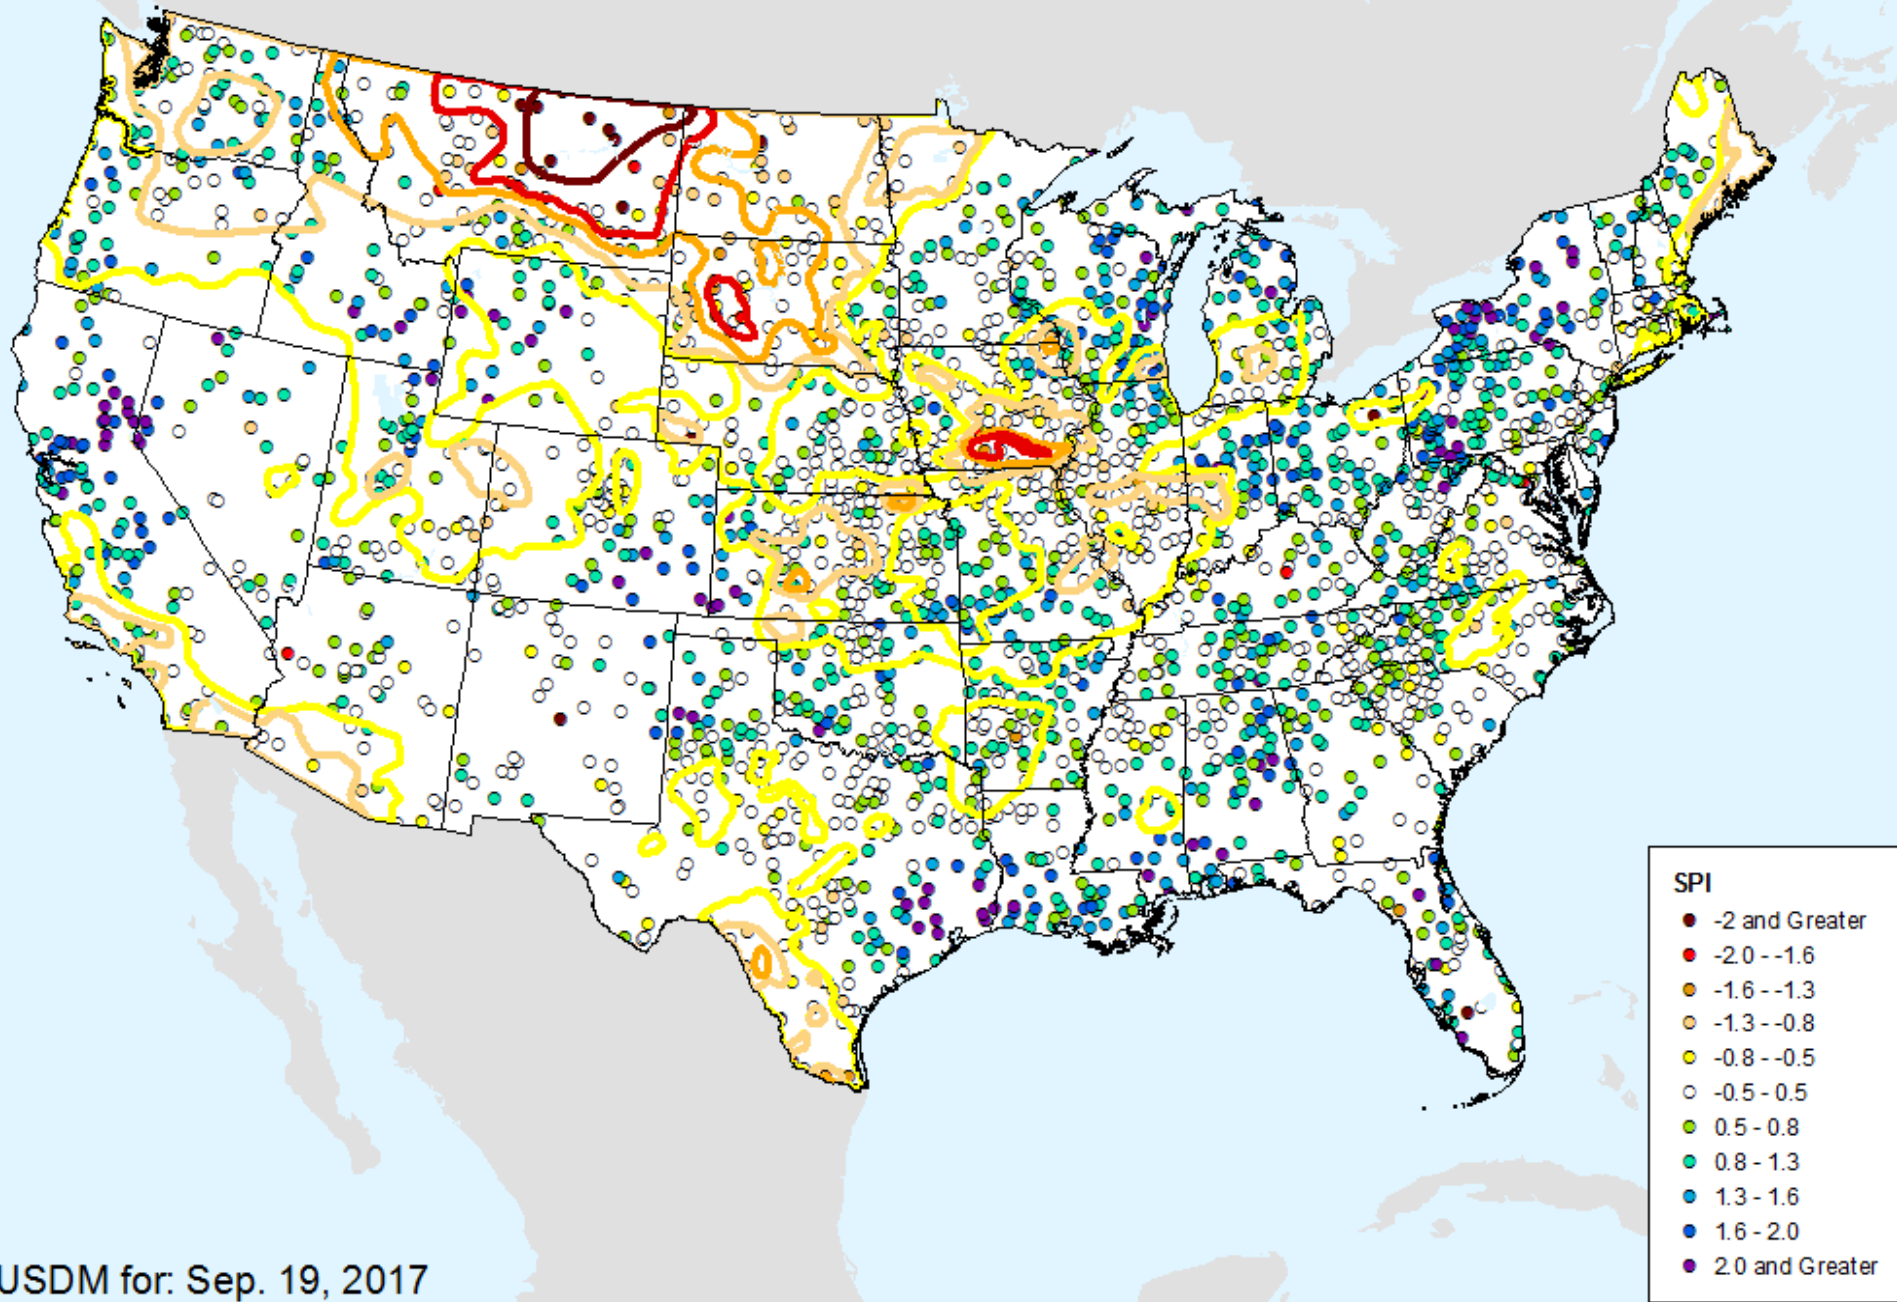 SPI
-2 and Greater
-2.0 - -1.6
-1.6 - -1.3
-1.3 - -0.8
-0.8 - -0.5
-0.5 - 0.5
0.5 - 0.8
0.8 - 1.3
1.3 - 1.6
1.6 - 2.0
2.0 and Greater
USDM for: Sep. 19, 2017